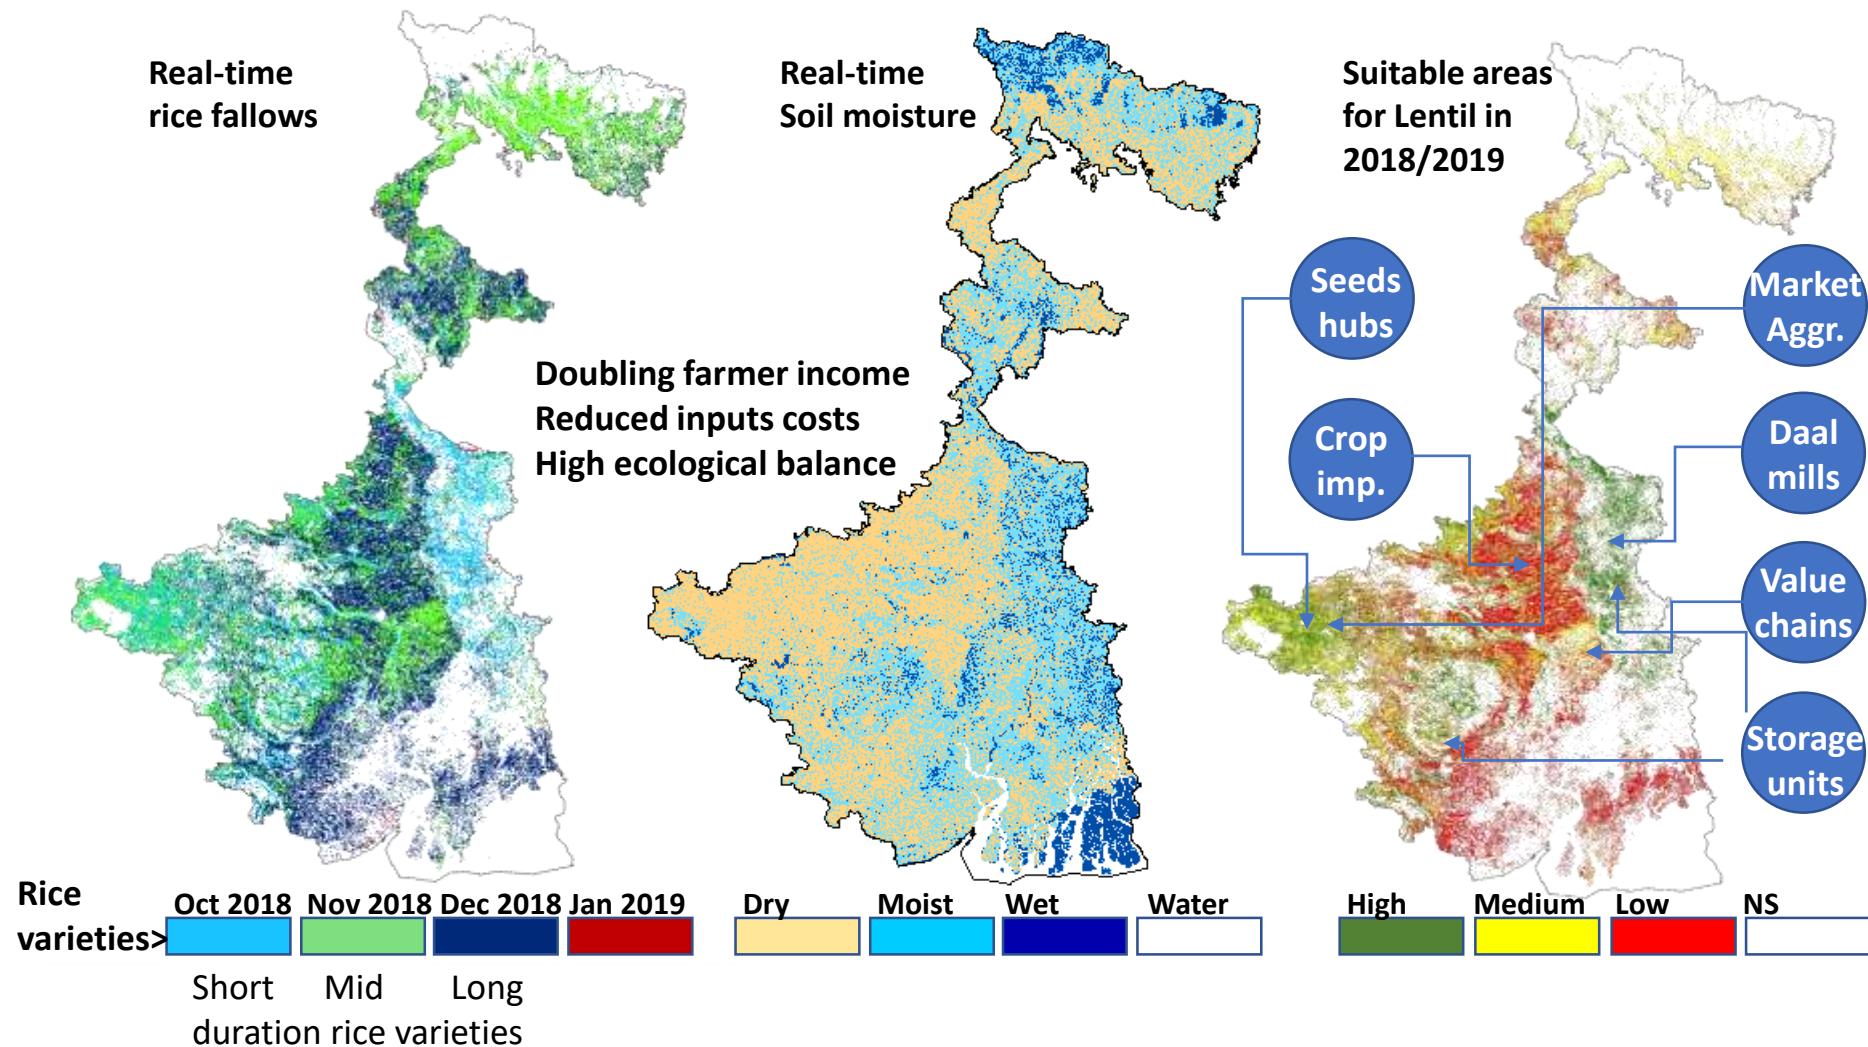 Real-time
rice fallows
Real-time
Soil moisture
Suitable areas
for Lentil in
2018/2019
Seeds
hubs
Market
Aggr.
Doubling farmer income
Reduced inputs costs
High ecological balance
Crop
imp.
Daal
mills
Value
chains
Storage
units
Rice
varieties>
Oct 2018
Nov 2018
Dec 2018
Jan 2019
Short
Mid
Long
duration rice varieties
Dry
Moist
Wet
Water
High
Medium
Low
NS